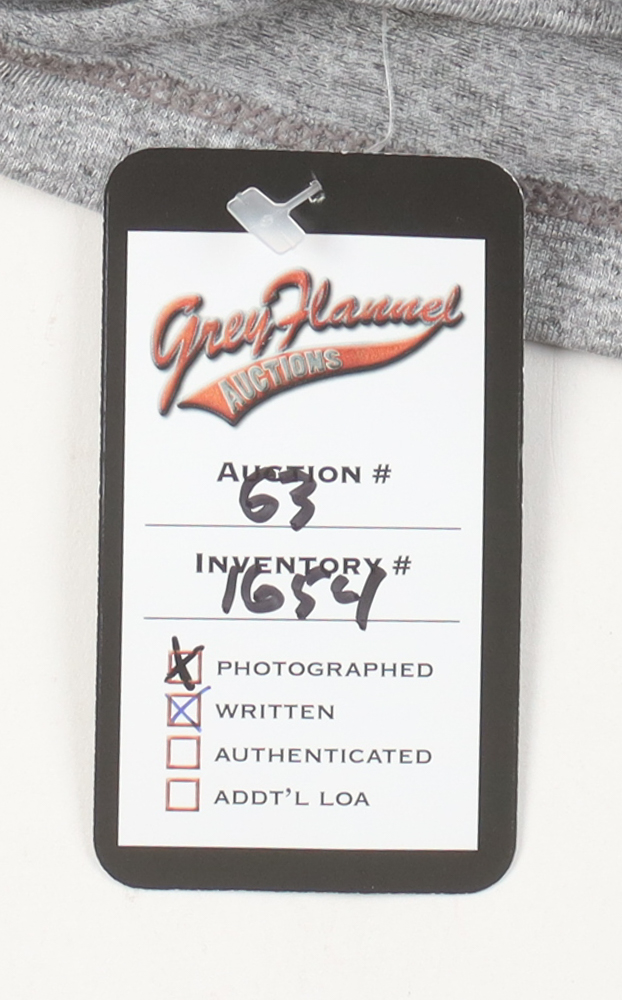 Grey Flannel
AUCTIONS
AUCTION #
63
INVENTORY #
1654
PHOTOGRAPHED
WRITTEN
AUTHENTICATED
ADDT'L LOA